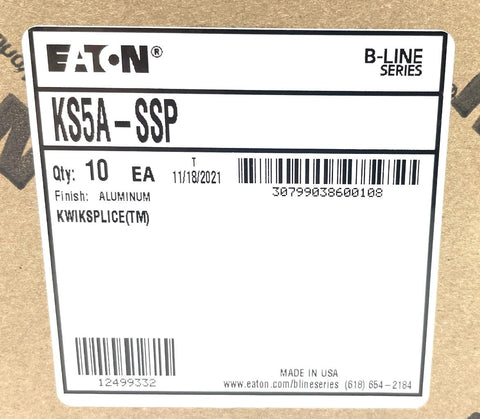 EATON®
B-LINE
SERIES
KS5A-SSP
Qty: 10 EA
T
11/18/2021
30799038600108
Finish: ALUMINUM
KWIKSPLICE(TM)
12499332
MADE IN USA
www.eaton.com/blineseries (618) 654-2184